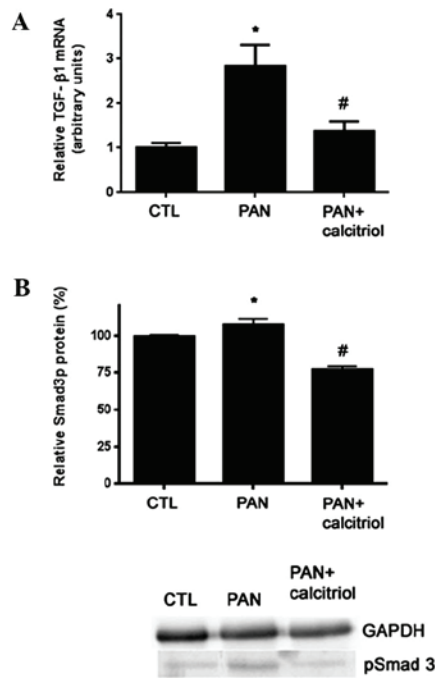 A
Relative TGF- β1 mRNA
(arbitrary units)
4
3
2
1
0
*
#
CTL
PAN
PAN+
calcitriol
B
Relative Smad3p protein (%)
100
75
50
25
0
*
#
CTL
PAN
PAN+
calcitriol
CTL
PAN
PAN+
calcitriol
GAPDH
pSmad 3